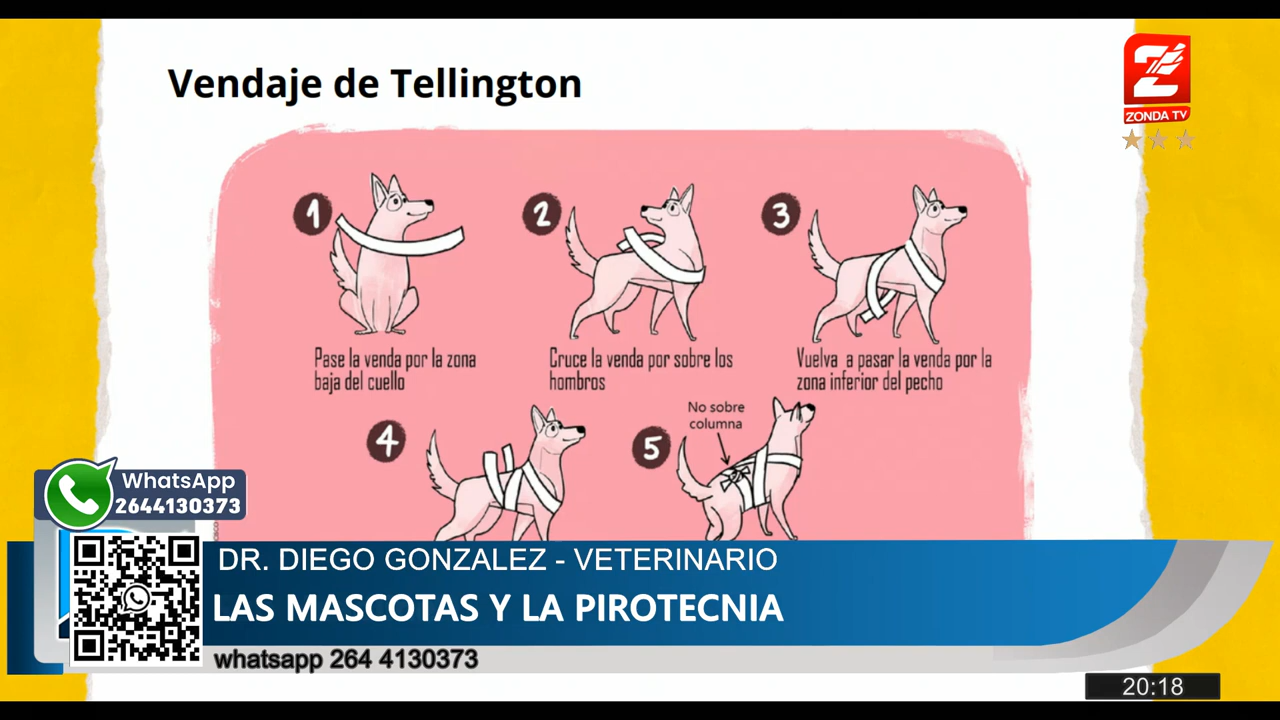 Vendaje de Tellington
Z
ZONDA TV
1
2
3
Pase la venda por la zona
baja del cuello
Cruce la venda por sobre los
hombros
Vuelva a pasar la venda por la
zona inferior del pecho
4
5
No sobre
columna
WhatsApp
2644130373
DR. DIEGO GONZALEZ - VETERINARIO
LAS MASCOTAS Y LA PIROTECNIA
whatsapp 264 4130373
20:18